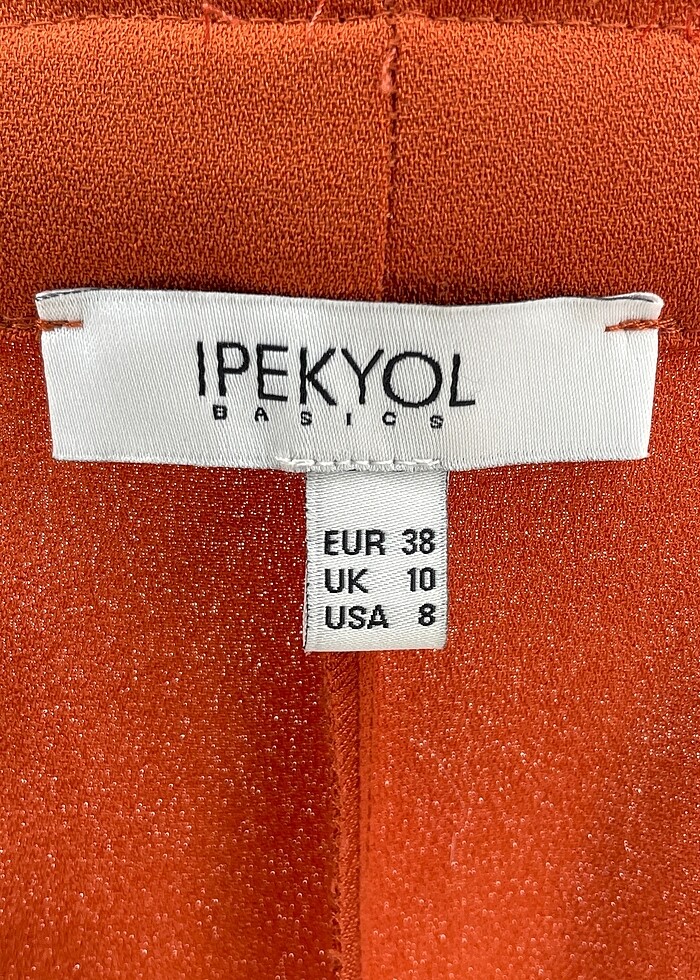 IPEKYOL
BASICS
EUR 38
UK 10
USA 8